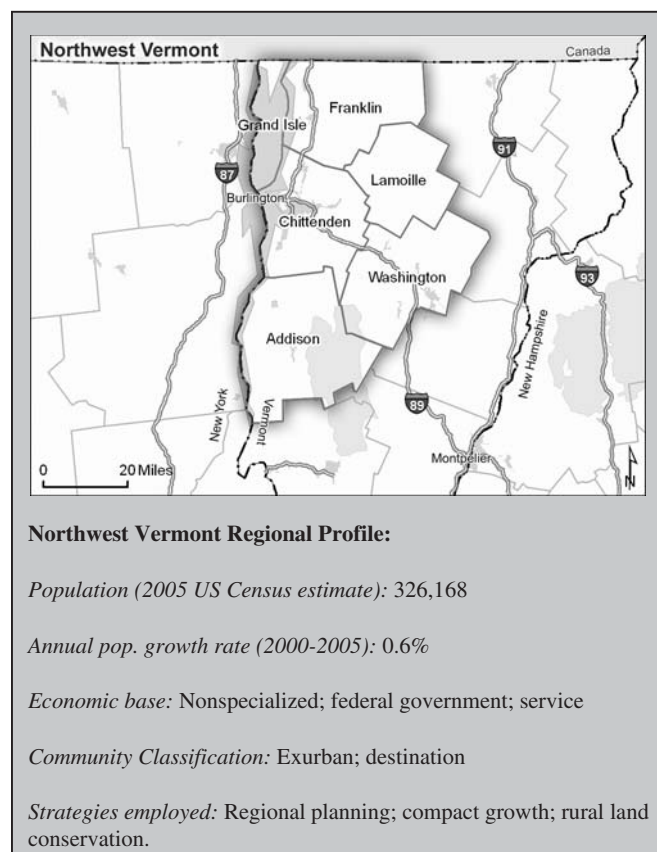 Northwest Vermont
Canada
Franklin
Grand Isle
91
87
Lamoille
Burlington
Chittenden
Washington
93
Addison
New York
Vermont
New Hampshire
89
Montpelier
0 20 Miles
N
Northwest Vermont Regional Profile:
Population (2005 US Census estimate): 326,168
Annual pop. growth rate (2000-2005): 0.6%
Economic base: Nonspecialized; federal government; service
Community Classification: Exurban; destination
Strategies employed: Regional planning; compact growth; rural land
conservation.